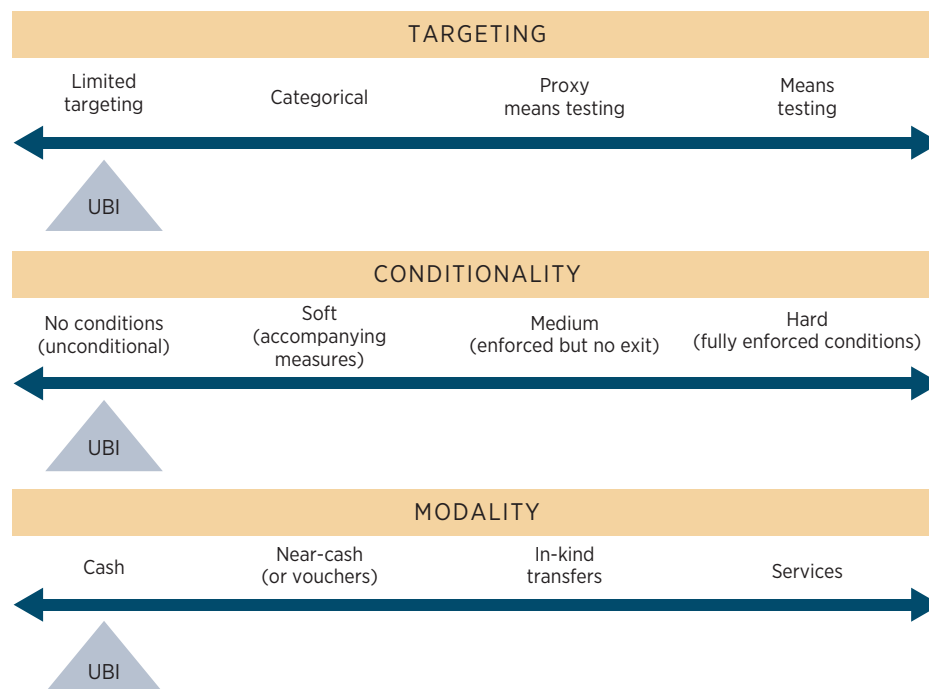 TARGETING
Limited
targeting
Categorical
Proxy
means testing
Means
testing
UBI
CONDITIONALITY
No conditions
(unconditional)
Soft
(accompanying
measures)
Medium
(enforced but no exit)
Hard
(fully enforced conditions)
UBI
MODALITY
Cash
Near-cash
(or vouchers)
In-kind
transfers
Services
UBI